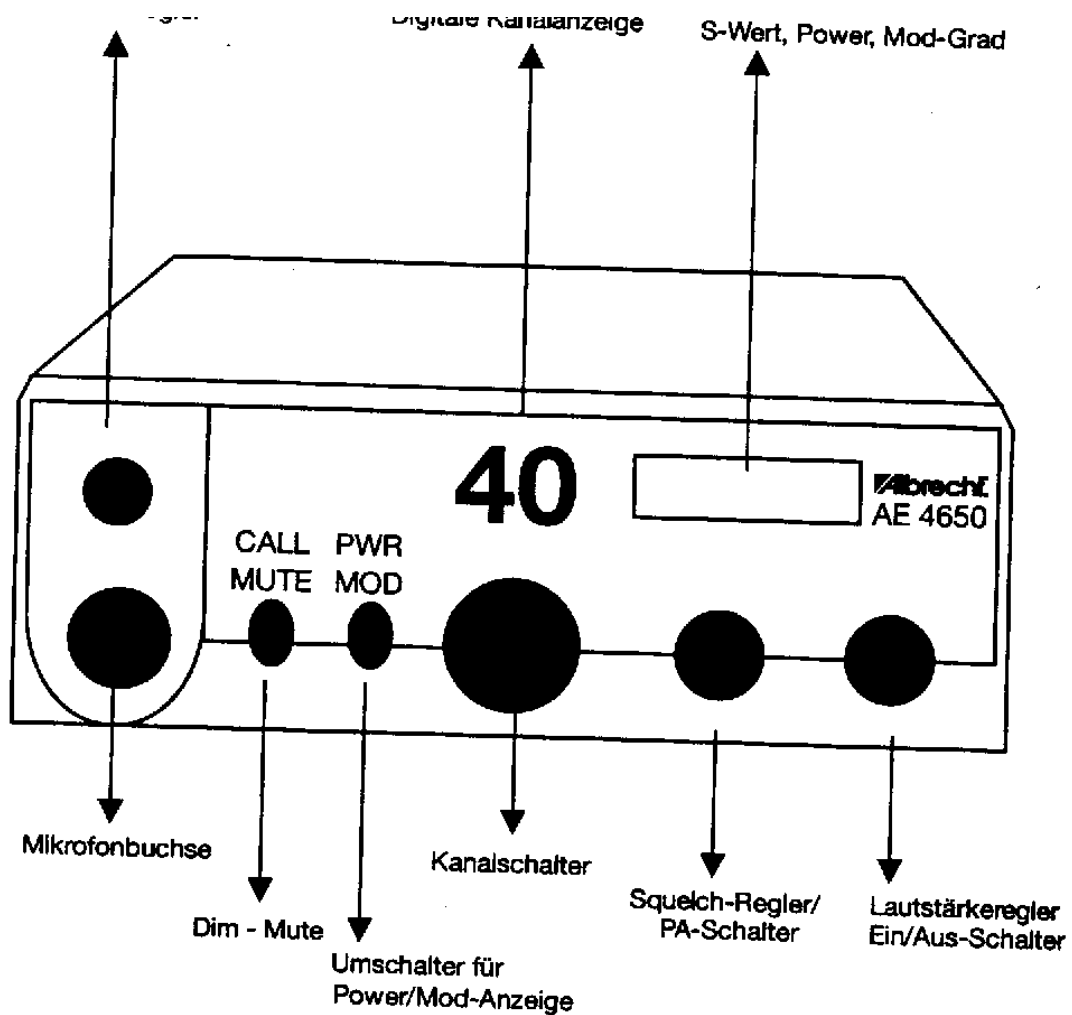 Digitale Kanalanzeige
S-Wert, Power, Mod-Grad
40
Albrecht
AE 4650
CALL PWR
MUTE MOD
Mikrofonbuchse
Kanalschalter
Squelch-Regler/
PA-Schalter
Lautstärkeregler
Ein/Aus-Schalter
Dim - Mute
Umschalter für
Power/Mod-Anzeige